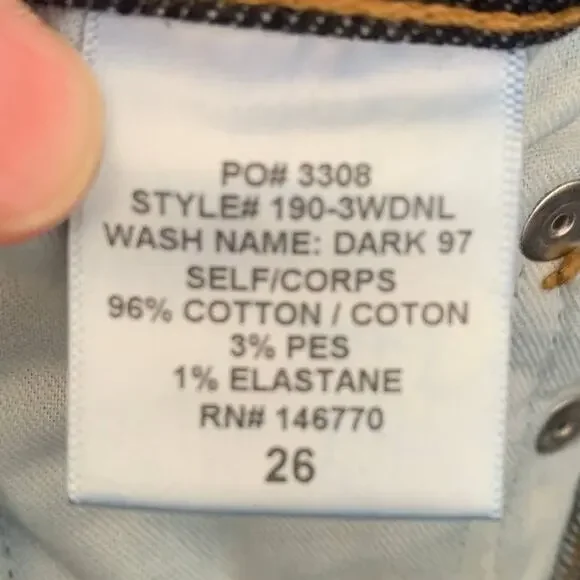 PO# 3308
STYLE# 190-3WDNL
WASH NAME: DARK 97
SELF/CORPS
96% COTTON / COTON
3% PES
1% ELASTANE
RN# 146770
26